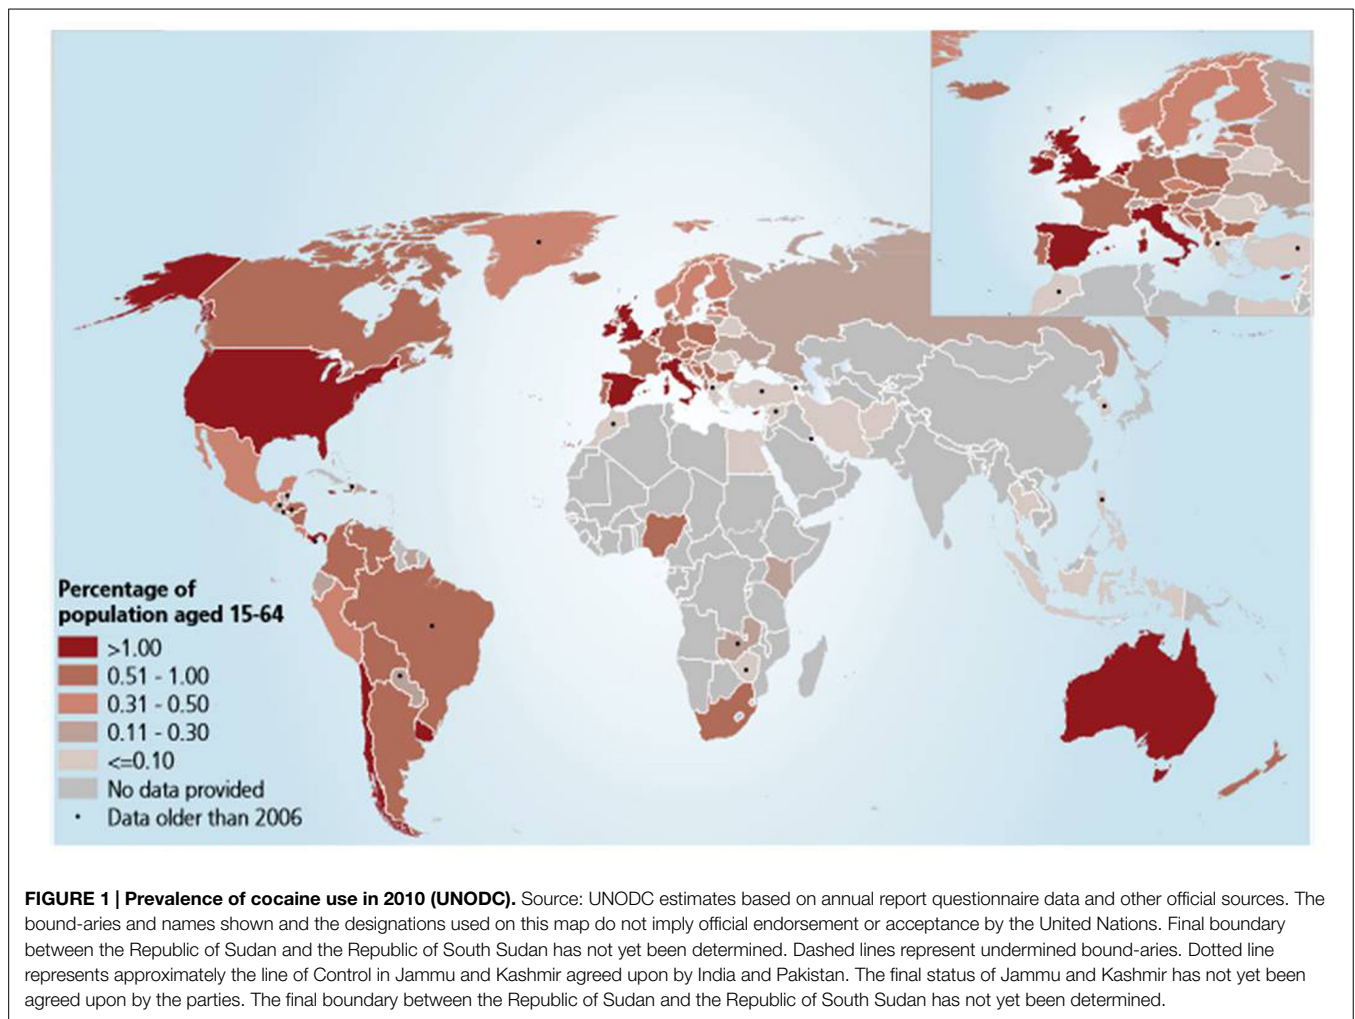 Percentage of
population aged 15-64
>1.00
0.51 - 1.00
0.31 - 0.50
0.11 - 0.30
<=0.10
No data provided
Data older than 2006
FIGURE 1 | Prevalence of cocaine use in 2010 (UNODC). Source: UNODC estimates based on annual report questionnaire data and other official sources. The
bound-aries and names shown and the designations used on this map do not imply official endorsement or acceptance by the United Nations. Final boundary
between the Republic of Sudan and the Republic of South Sudan has not yet been determined. Dashed lines represent undermined bound-aries. Dotted line
represents approximately the line of Control in Jammu and Kashmir agreed upon by India and Pakistan. The final status of Jammu and Kashmir has not yet been
agreed upon by the parties. The final boundary between the Republic of Sudan and the Republic of South Sudan has not yet been determined.